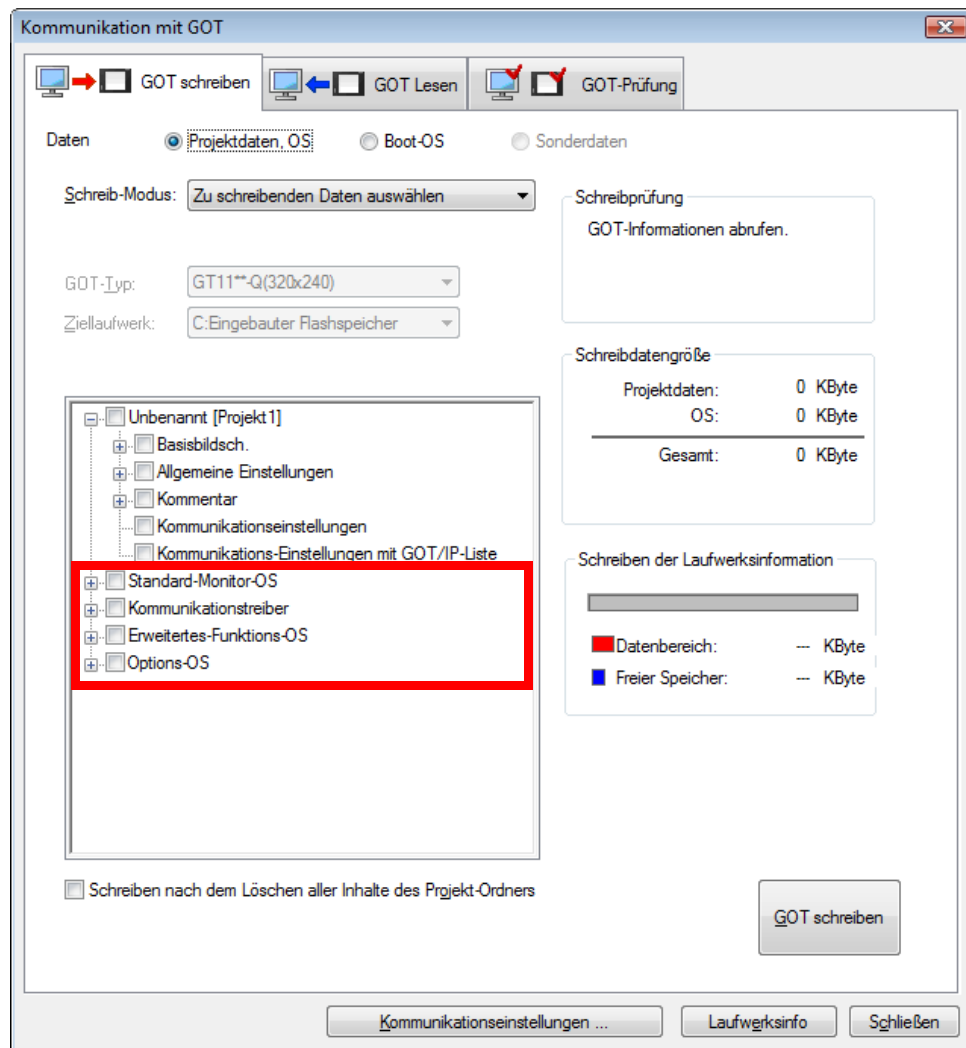 Kommunikation mit GOT
GOT schreiben
GOT Lesen
GOT-Prüfung
Daten
Projektdaten, OS
Boot-OS
Sonderdaten
Schreib-Modus: Zu schreibenden Daten auswählen
GOT-Typ: GT11**-Q(320x240)
Ziellaufwerk: C:Eingebauter Flashspeicher
Schreibprüfung
GOT-Informationen abrufen.
Schreibdatengröße
Projektdaten: 0 KByte
OS: 0 KByte
Gesamt: 0 KByte
Unbenannt [Projekt1]
Basisbildsch.
Allgemeine Einstellungen
Kommentar
Kommunikationseinstellungen
Kommunikations-Einstellungen mit GOT/IP-Liste
Standard-Monitor-OS
Kommunikationstreiber
Erweitertes-Funktions-OS
Options-OS
Schreiben der Laufwerksinformation
Datenbereich: --- KByte
Freier Speicher: --- KByte
Schreiben nach dem Löschen aller Inhalte des Projekt-Ordners
GOT schreiben
Kommunikationseinstellungen ...
Laufwerksinfo
Schließen